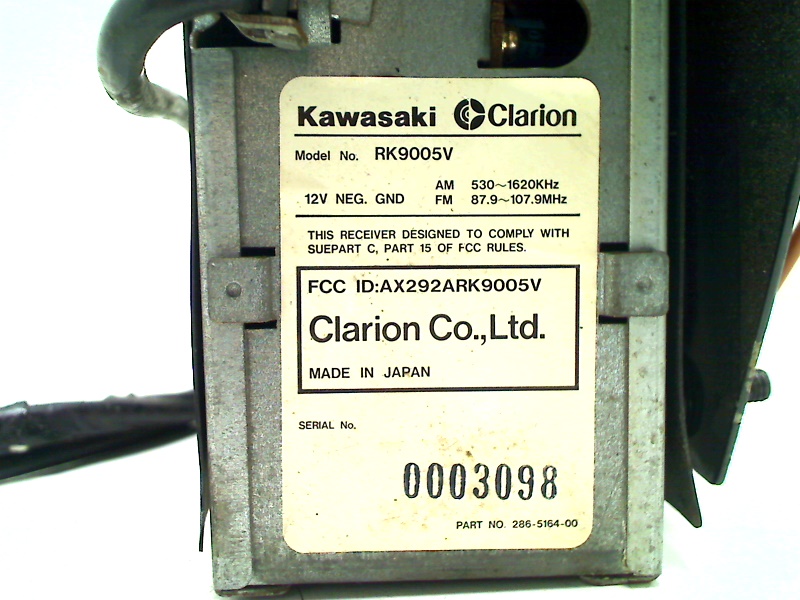 Kawasaki Clarion
Model No. RK9005V
AM 530~1620KHz
12V NEG. GND FM 87.9~107.9MHz
THIS RECEIVER DESIGNED TO COMPLY WITH
SUEPART C, PART 15 OF FCC RULES.
FCC ID:AX292ARK9005V
Clarion Co.,Ltd.
MADE IN JAPAN
SERIAL No.
0003098
PART NO. 286-5164-00